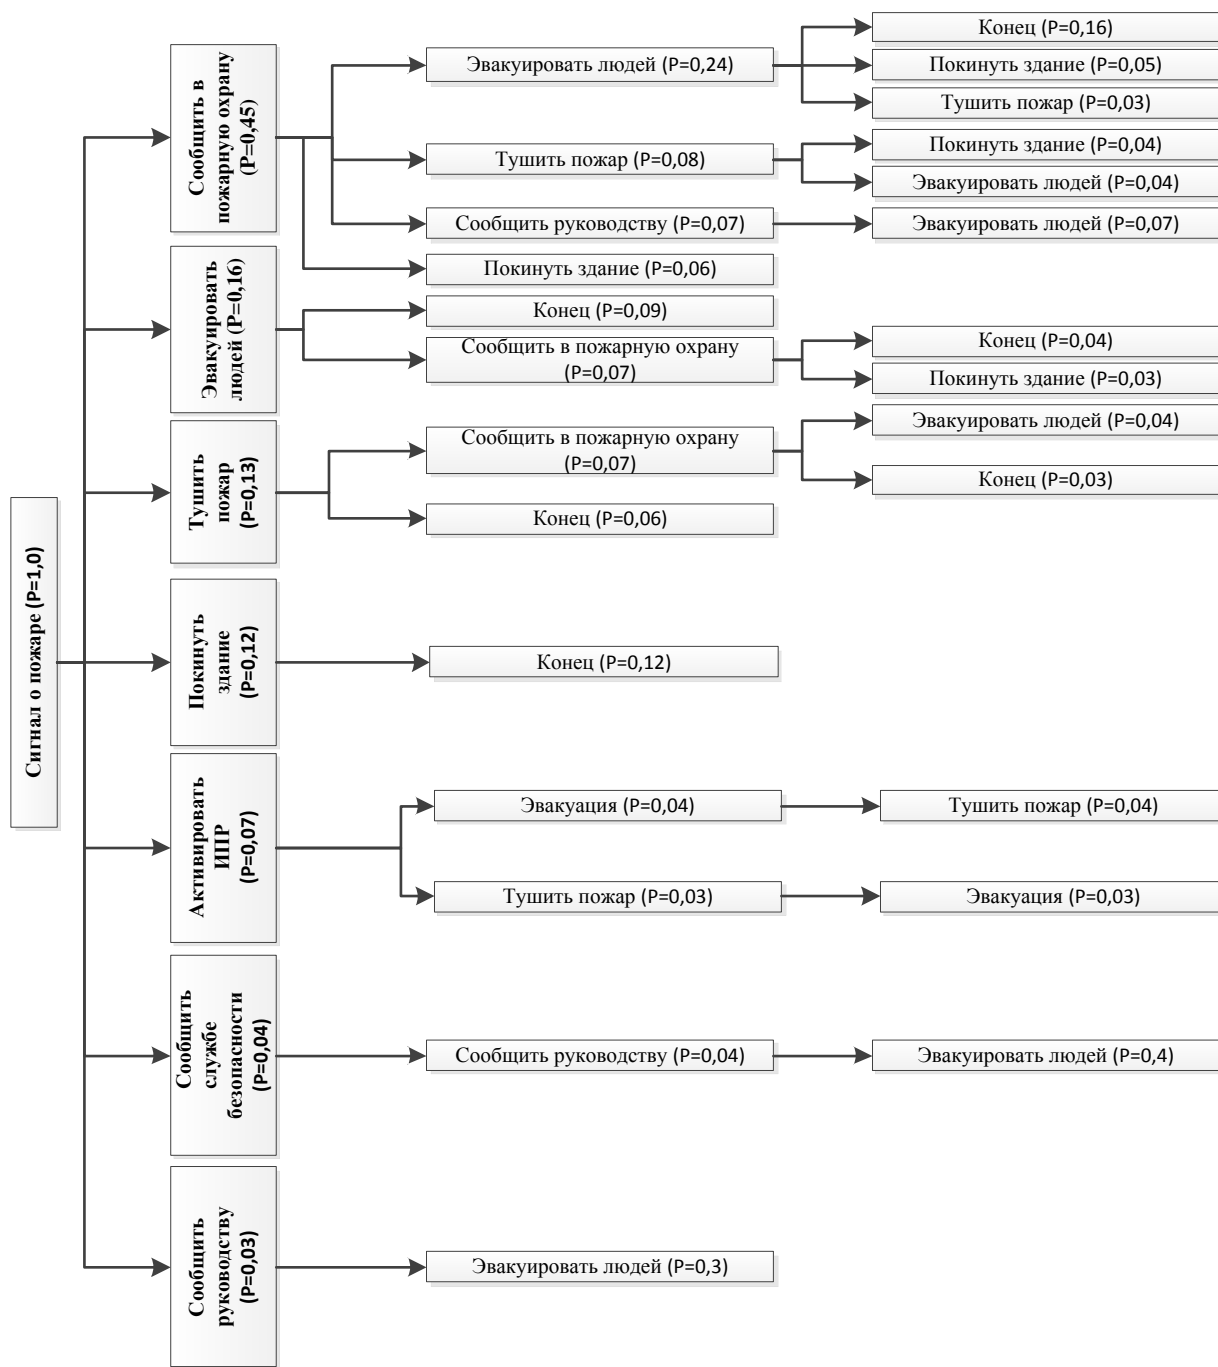 Сигнал о пожаре (P=1,0)
Сообщить в
пожарную охрану
(P=0,45)
Эвакуировать людей (P=0,24)
Конец (P=0,16)
Покинуть здание (P=0,05)
Тушить пожар (P=0,03)
Тушить пожар (P=0,08)
Покинуть здание (P=0,04)
Эвакуировать людей (P=0,04)
Сообщить руководству (P=0,07)
Эвакуировать людей (P=0,07)
Покинуть здание (P=0,06)
Эвакуировать
людей (P=0,16)
Конец (P=0,09)
Сообщить в пожарную охрану
(P=0,07)
Конец (P=0,04)
Покинуть здание (P=0,03)
Тушить
пожар
(P=0,13)
Сообщить в пожарную охрану
(P=0,07)
Эвакуировать людей (P=0,04)
Конец (P=0,03)
Конец (P=0,06)
Покинуть
здание
(P=0,12)
Конец (P=0,12)
Активировать
ИПР
(P=0,07)
Эвакуация (P=0,04)
Тушить пожар (P=0,04)
Тушить пожар (P=0,03)
Эвакуация (P=0,03)
Сообщить
службе
безопасности
(P=0,04)
Сообщить руководству (P=0,04)
Эвакуировать людей (P=0,4)
Сообщить
руководству
(P=0,03)
Эвакуировать людей (P=0,3)